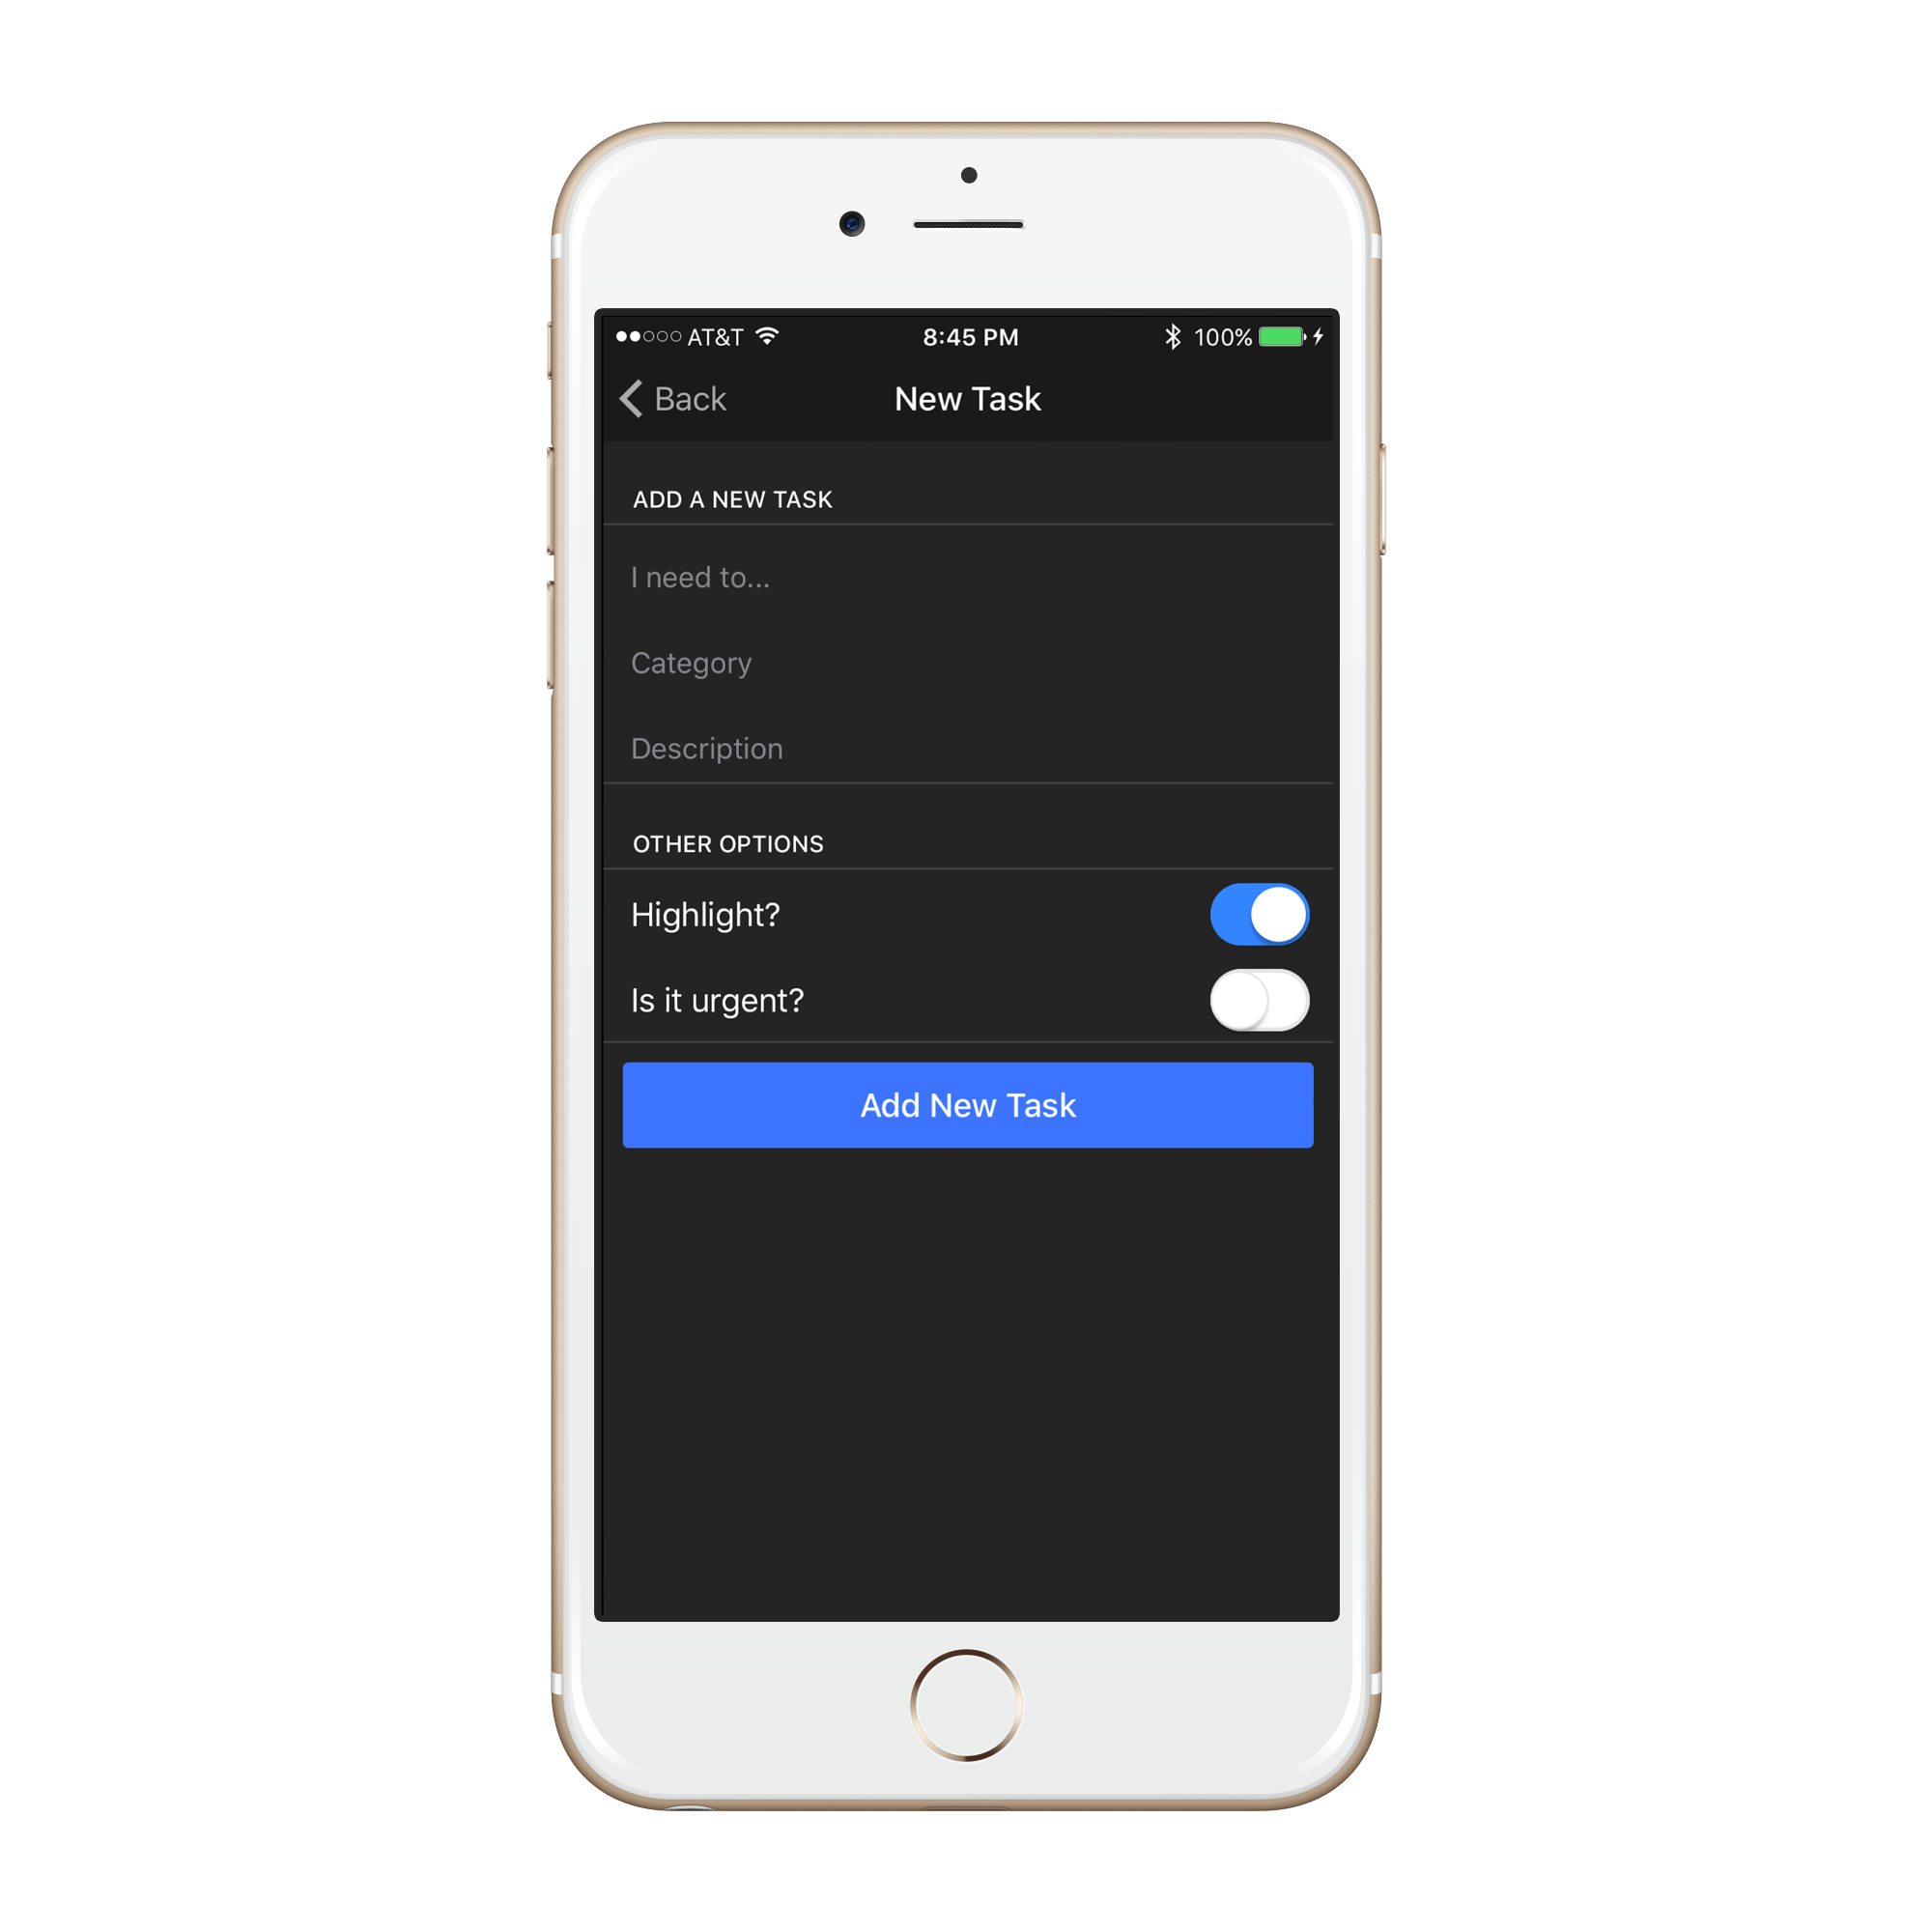 AT&T 8:45 PM 100%
Back New Task
ADD A NEW TASK
I need to...
Category
Description
OTHER OPTIONS
Highlight?
Is it urgent?
Add New Task